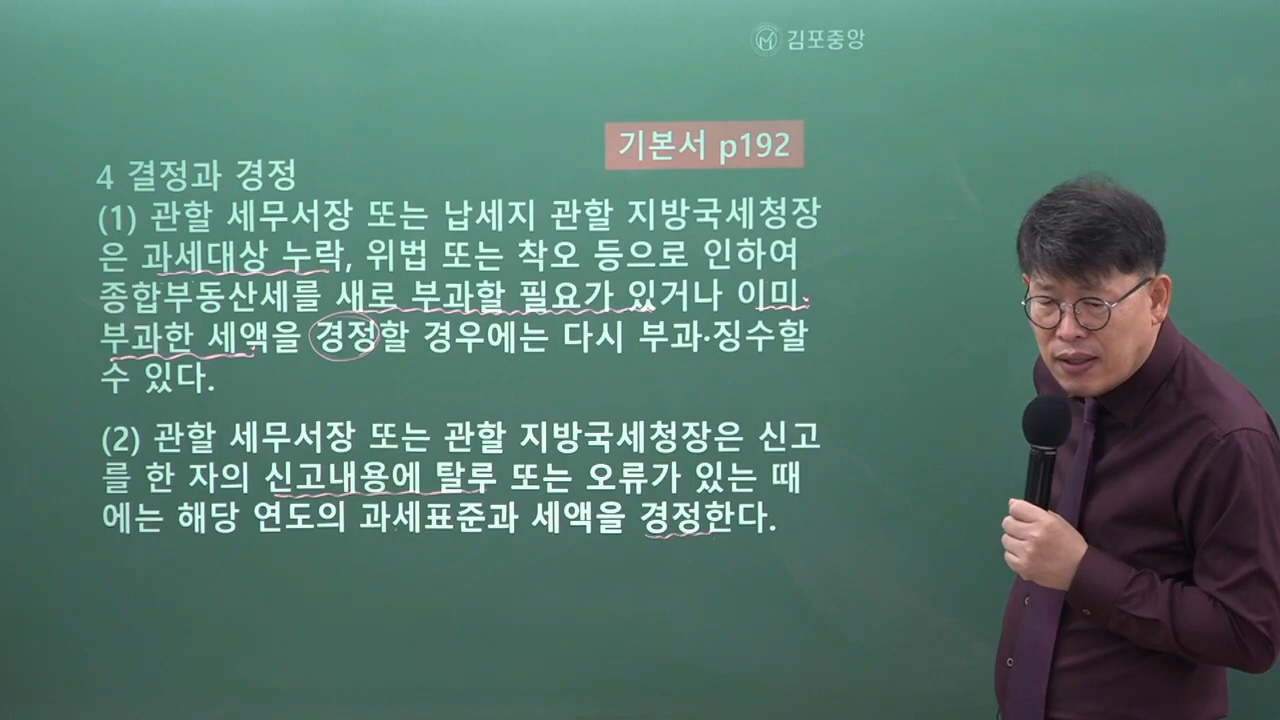 김포중앙
기본서 p192
4 결정과 경정
(1) 관할 세무서장 또는 납세지 관할 지방국세청장
은 과세대상 누락, 위법 또는 착오 등으로 인하여
종합부동산세를 새로 부과할 필요가 있거나 이미
부과한 세액을 경정할 경우에는 다시 부과·징수할
수 있다.
(2) 관할 세무서장 또는 관할 지방국세청장은 신고
를 한 자의 신고내용에 탈루 또는 오류가 있는 때
에는 해당 연도의 과세표준과 세액을 경정한다.